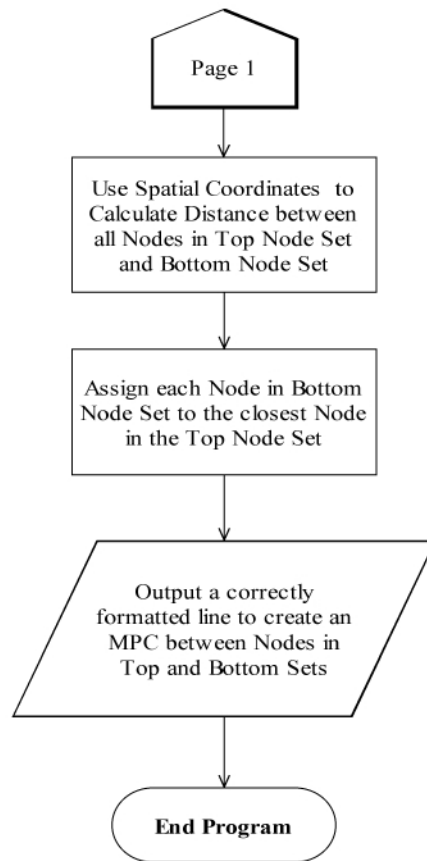 Page 1
Use Spatial Coordinates to
Calculate Distance between
all Nodes in Top Node Set
and Bottom Node Set
Assign each Node in Bottom
Node Set to the closest Node
in the Top Node Set
Output a correctly
formatted line to create an
MPC between Nodes in
Top and Bottom Sets
End Program